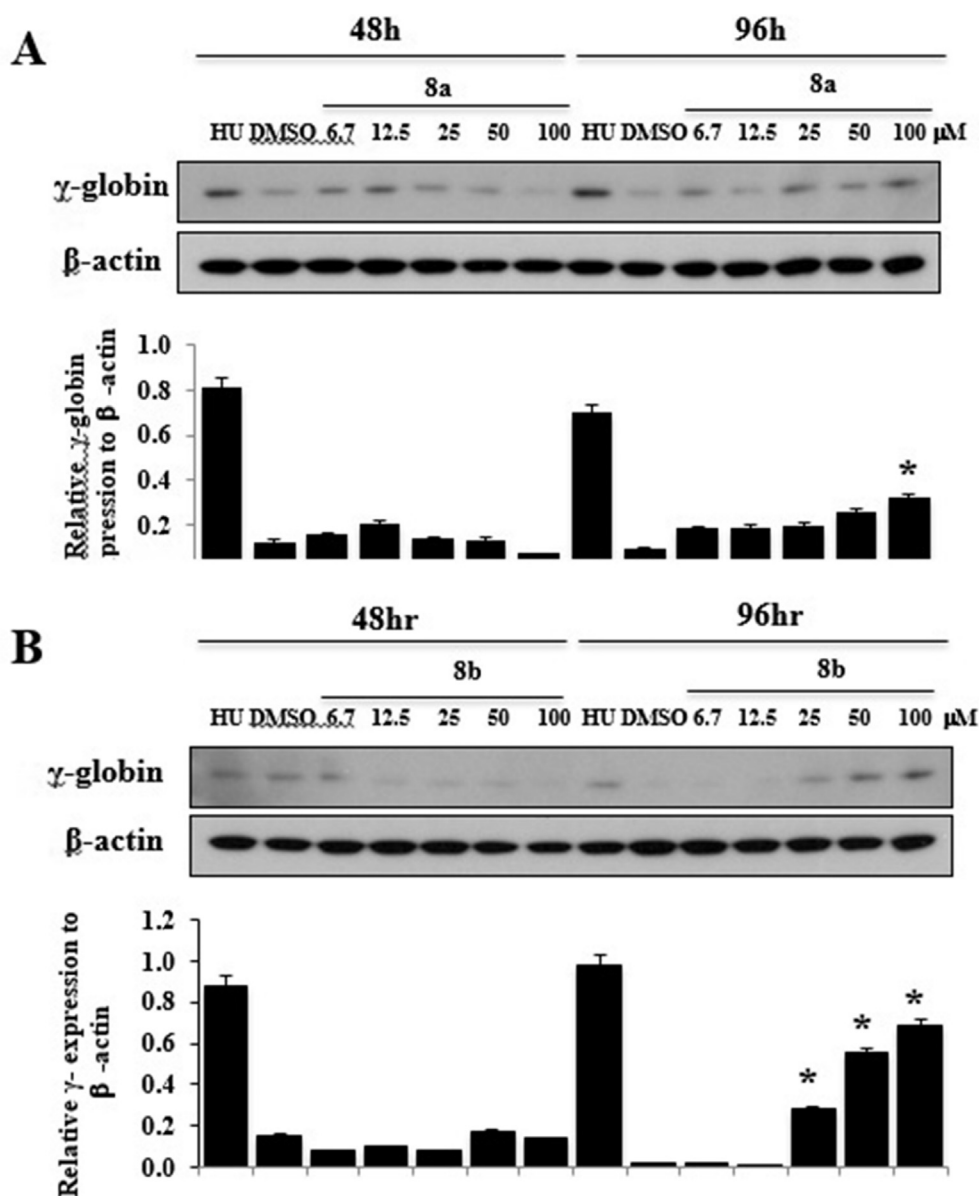 A
48h 96h
8a 8a
HU DMSO 6.7 12.5 25 50 100 HU DMSO 6.7 12.5 25 50 100 μM
χ-globin
β-actin
Relative χ-globin
pression to β -actin
1.0
0.8
0.6
0.4
0.2
*
B
48hr 96hr
8b 8b
HU DMSO 6.7 12.5 25 50 100 HU DMSO 6.7 12.5 25 50 100 μM
χ-globin
β-actin
Relative γ- expression to
β -actin
1.2
1.0
0.8
0.6
0.4
0.2
0.0
* * *